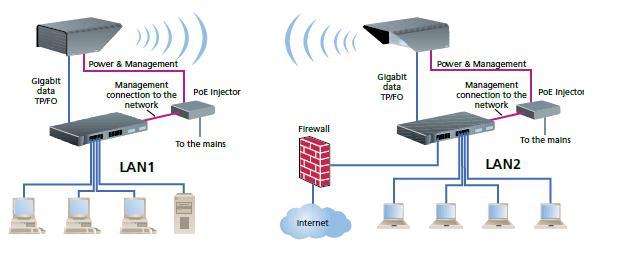 Power & Management
Gigabit
data
TP/FO
Management
connection to the
network
PoE Injector
To the mains
LAN1
Power & Management
Gigabit
data
TP/FO
Management
connection to the
network
PoE Injector
To the mains
Firewall
LAN2
Internet